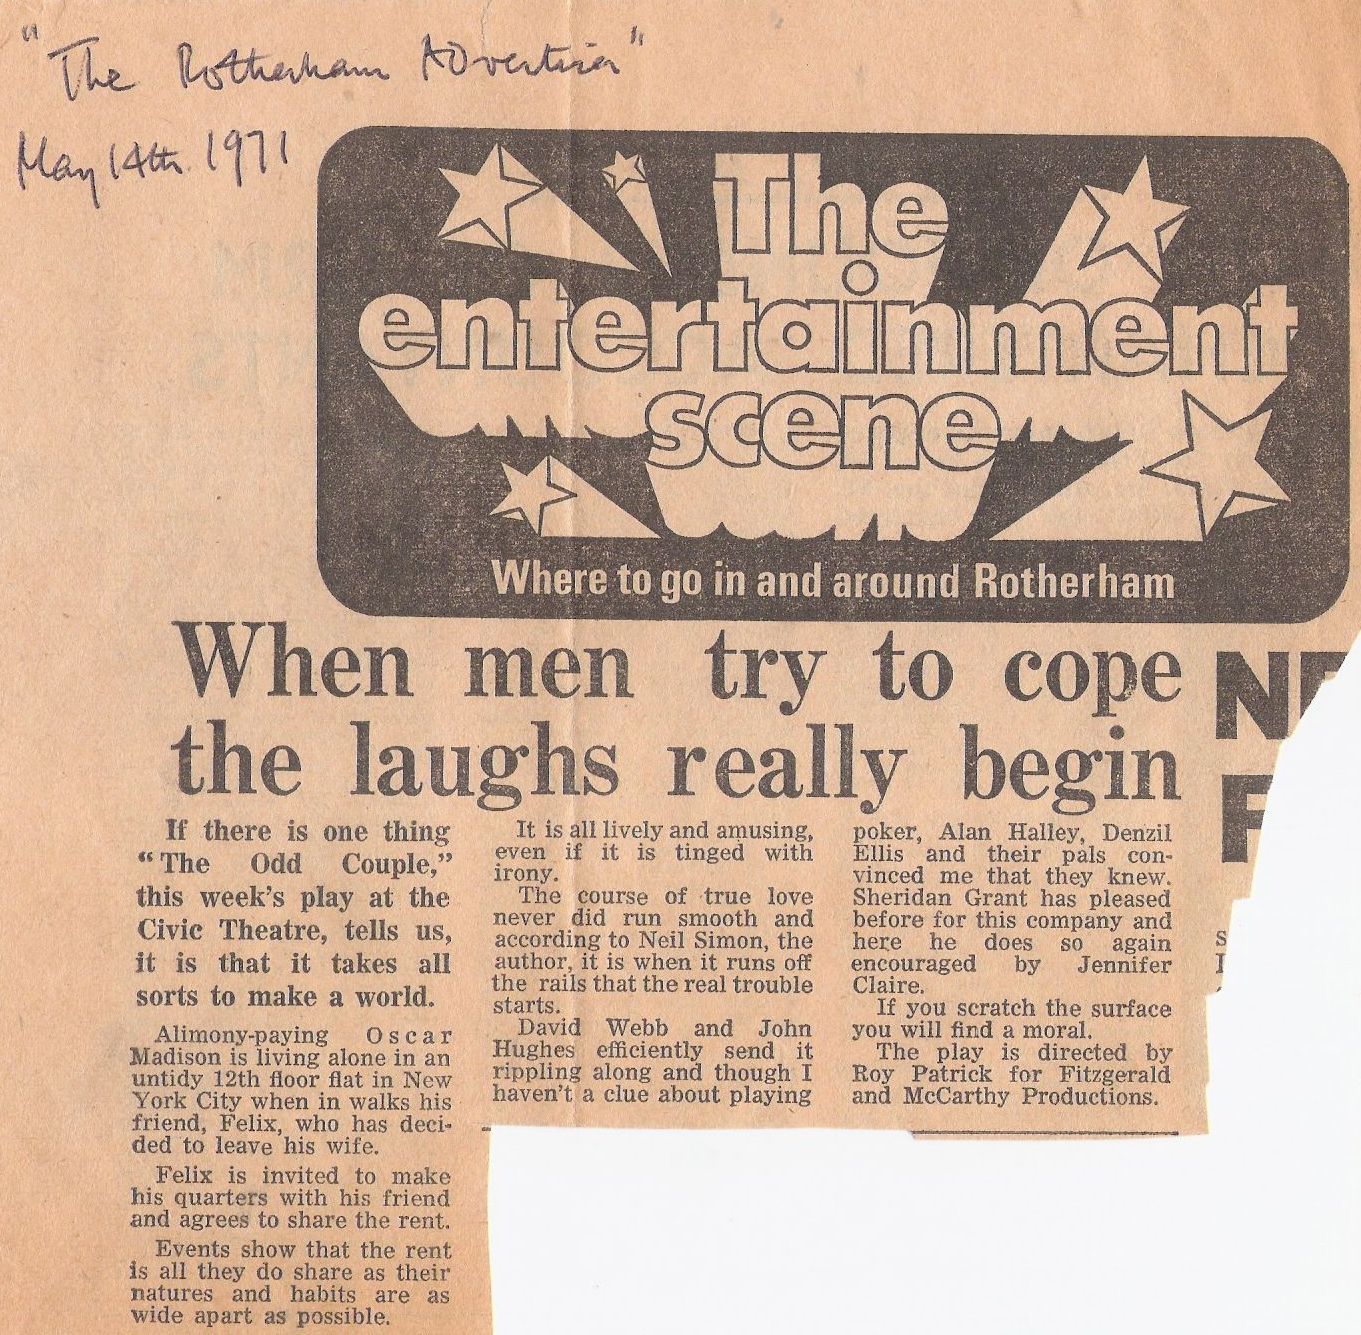 "The Rotherham Advertiser"
May 14th. 1971
The
entertainment
scene
Where to go in and around Rotherham
When men try to cope
the laughs really begin
If there is one thing
“The Odd Couple,”
this week's play at the
Civic Theatre, tells us,
it is that it takes all
sorts to make a world.
Alimony-paying Oscar
Madison is living alone in an
untidy 12th floor flat in New
York City when in walks his
friend, Felix, who has deci-
ded to leave his wife.
Felix is invited to make
his quarters with his friend
and agrees to share the rent.
Events show that the rent
is all they do share as their
natures and habits are as
wide apart as possible.
It is all lively and amusing,
even if it is tinged with
irony.
The course of true love
never did run smooth and
according to Neil Simon, the
author, it is when it runs off
the rails that the real trouble
starts.
David Webb and John
Hughes efficiently send it
rippling along and though I
haven't a clue about playing
poker, Alan Halley, Denzil
Ellis and their pals con-
vinced me that they knew.
Sheridan Grant has pleased
before for this company and
here he does so again
encouraged by Jennifer
Claire.
If you scratch the surface
you will find a moral.
The play is directed by
Roy Patrick for Fitzgerald
and McCarthy Productions.